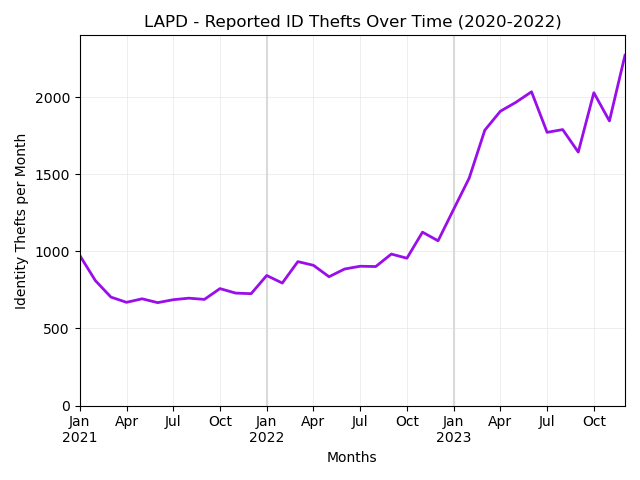 LAPD - Reported ID Thefts Over Time (2020-2022)
Identity Thefts per Month
2000
1500
1000
500
0
Jan Apr Jul Oct Jan Apr Jul Oct Jan Apr Jul Oct
2021 2022 2023
Months